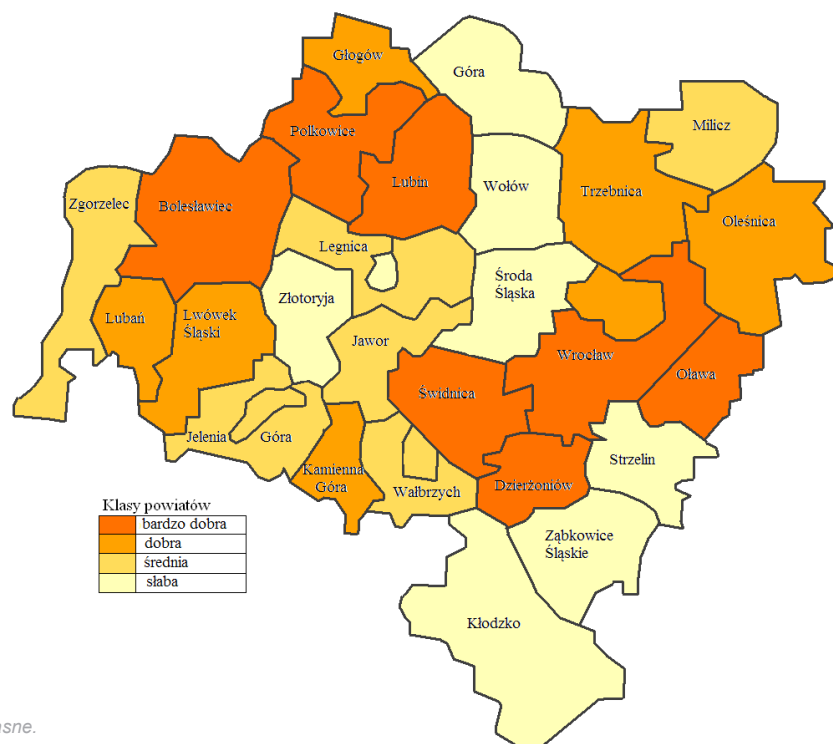 Głogów
Góra
Milicz
Polkowice
Lubin
Wołów
Trzebnica
Zgorzelec
Bolesławiec
Oleśnica
Legnica
Środa
Śląska
Złotoryja
Lubań
Lwówek
Śląski
Jawor
Wrocław
Oława
Świdnica
Jelenia
Góra
Strzelin
Kamienna
Góra
Wałbrzych
Dzierżoniów
Ząbkowice
Śląskie
Kłodzko
Klasy powiatów
bardzo dobra
dobra
średnia
słaba